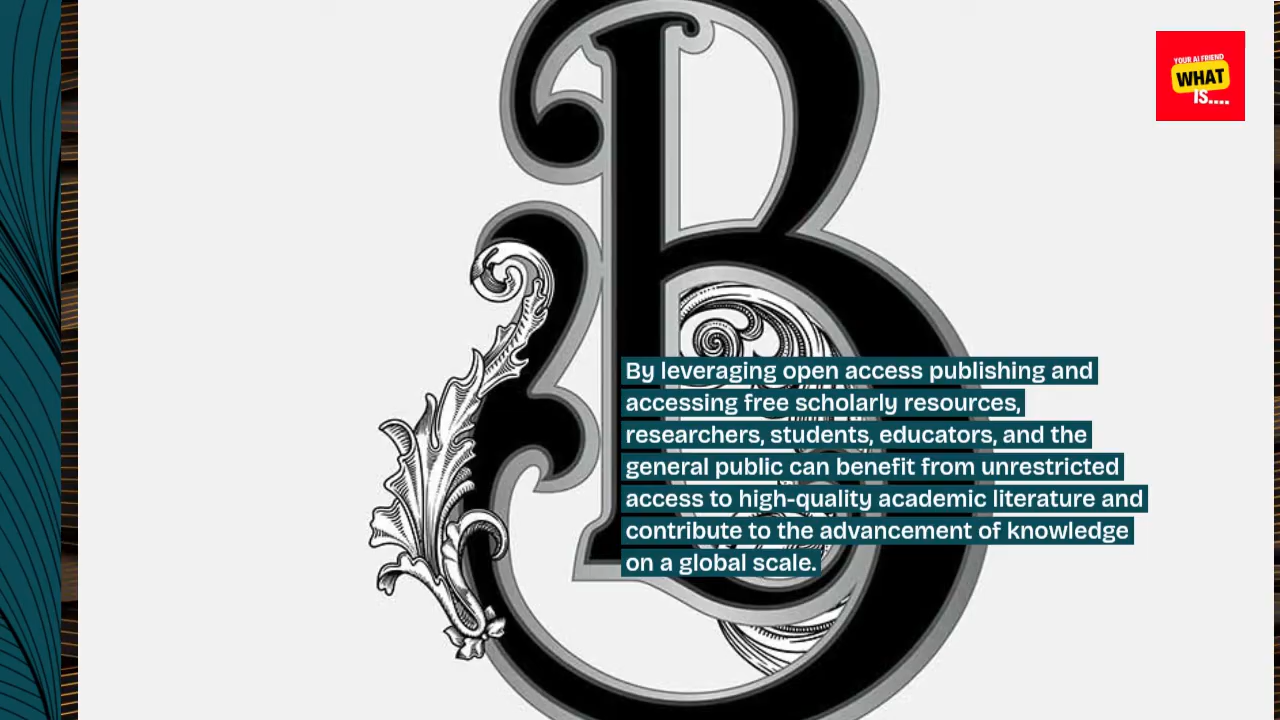 B
YOUR AI FRIEND
WHAT
IS....
By leveraging open access publishing and
accessing free scholarly resources,
researchers, students, educators, and the
general public can benefit from unrestricted
access to high-quality academic literature and
contribute to the advancement of knowledge
on a global scale.